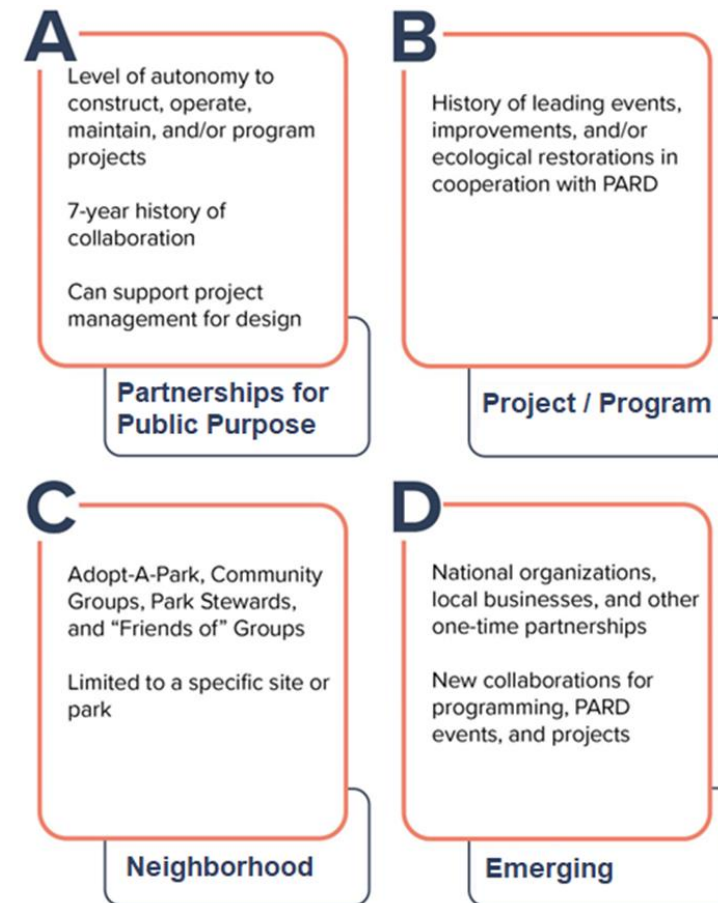 A
Level of autonomy to
construct, operate,
maintain, and/or program
projects
7-year history of
collaboration
Can support project
management for design
Partnerships for
Public Purpose
B
History of leading events,
improvements, and/or
ecological restorations in
cooperation with PARD
Project / Program
C
Adopt-A-Park, Community
Groups, Park Stewards,
and “Friends of” Groups
Limited to a specific site or
park
Neighborhood
D
National organizations,
local businesses, and other
one-time partnerships
New collaborations for
programming, PARD
events, and projects
Emerging